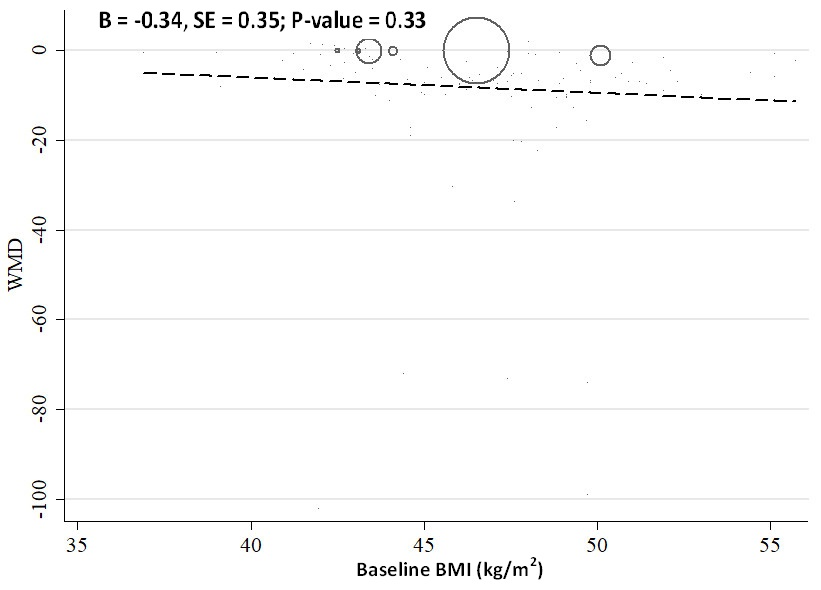 B = -0.34, SE = 0.35; P-value = 0.33
0
-20
-40
-60
-80
-100
WMD
35 40 45 50 55
Baseline BMI (kg/m²)